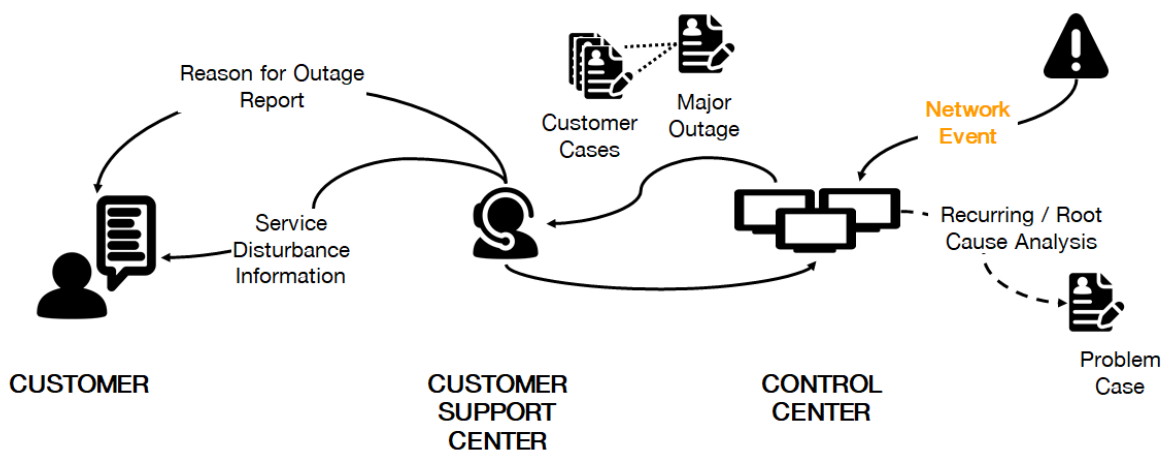 Reason for Outage
Report
Customer
Cases
Major
Outage
Network
Event
Service
Disturbance
Information
Recurring / Root
Cause Analysis
Problem
Case
CUSTOMER
CUSTOMER
SUPPORT
CENTER
CONTROL
CENTER